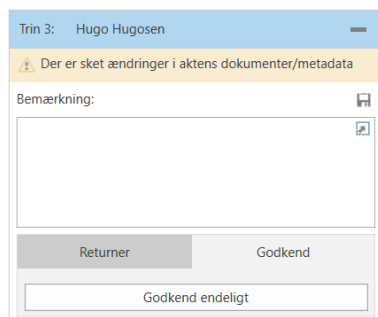 Trin 3: Hugo Hugosen
Der er sket ændringer i aktens dokumenter/metadata
Bemærkning:
Returner Godkend
Godkend endeligt